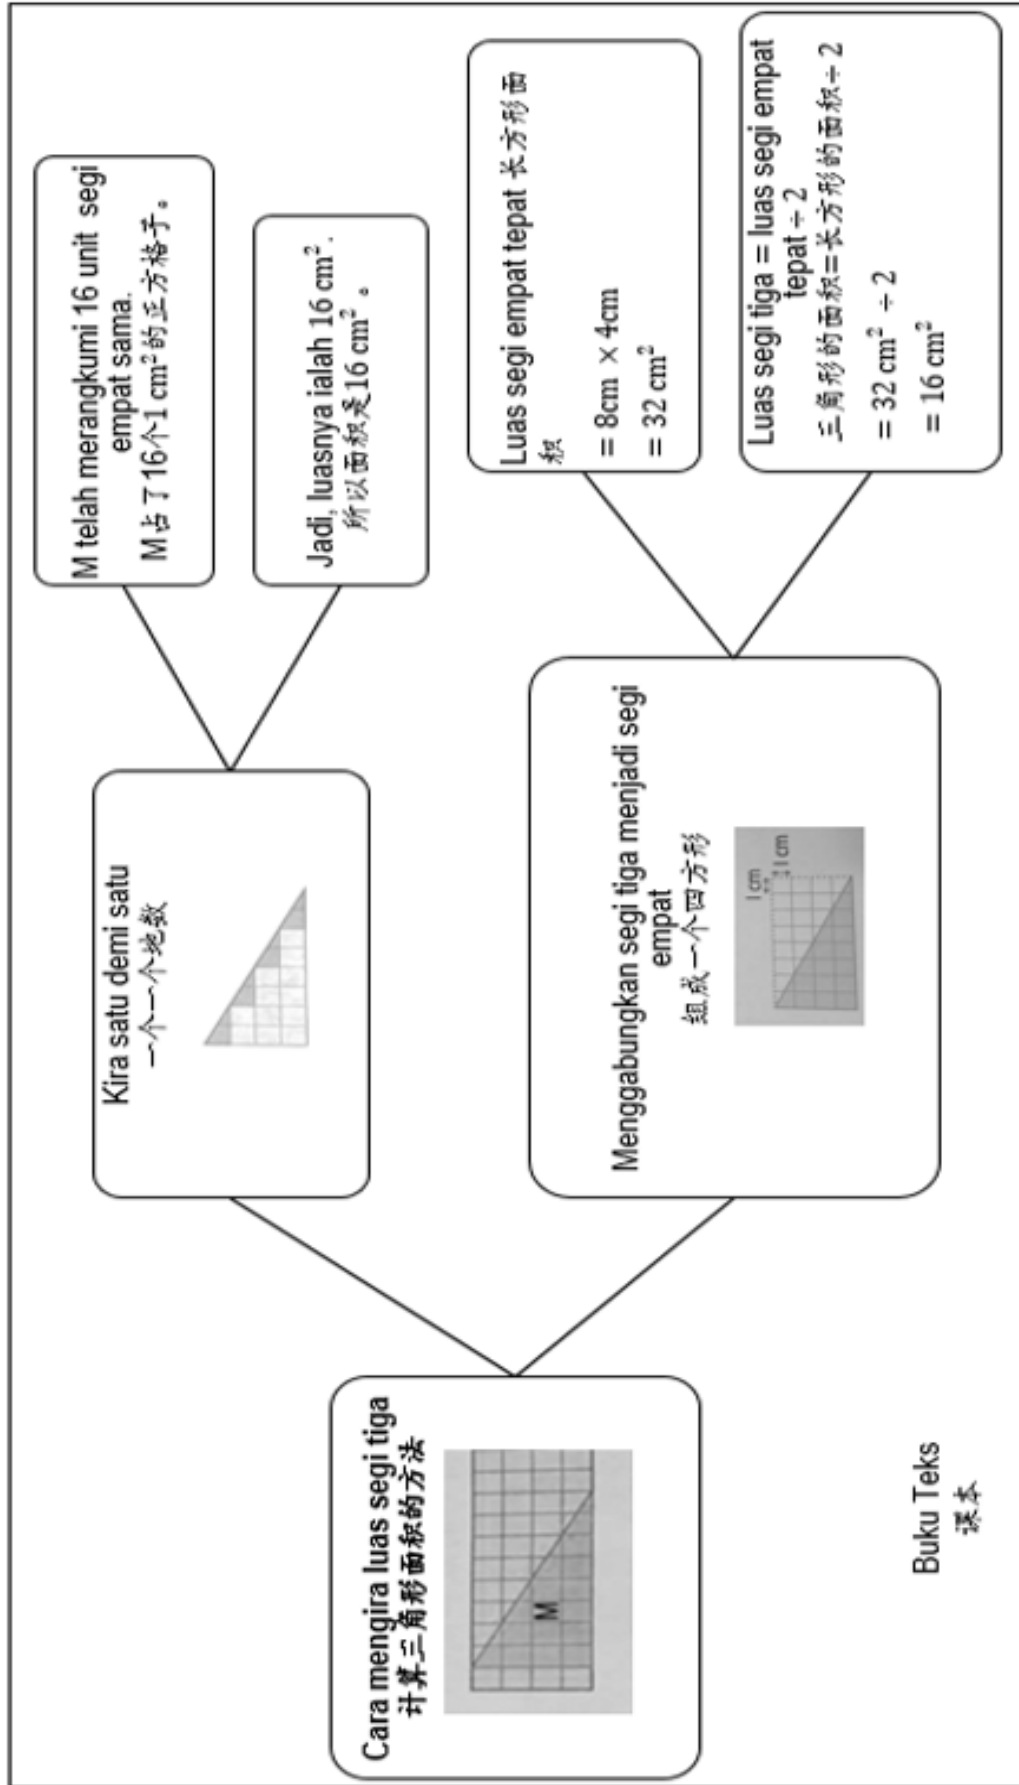 Cara mengira luas segi tiga
计算三角形面积的方法
M
Kira satu demi satu
一个一个地数
M telah merangkumi 16 unit segi
empat sama.
M占了16个1 cm²的正方格子。
Jadi, luasnya ialah 16 cm².
所以面积是16 cm²。
Menggabungkan segi tiga menjadi segi
empat
组成一个四方形
1 cm
1 cm
Luas segi empat tepat 长方形面
积
= 8cm × 4cm
= 32 cm²
Luas segi tiga = luas segi empat
tepat ÷ 2
三角形的面积=长方形的面积÷2
= 32 cm² ÷ 2
= 16 cm²
Buku Teks
课本